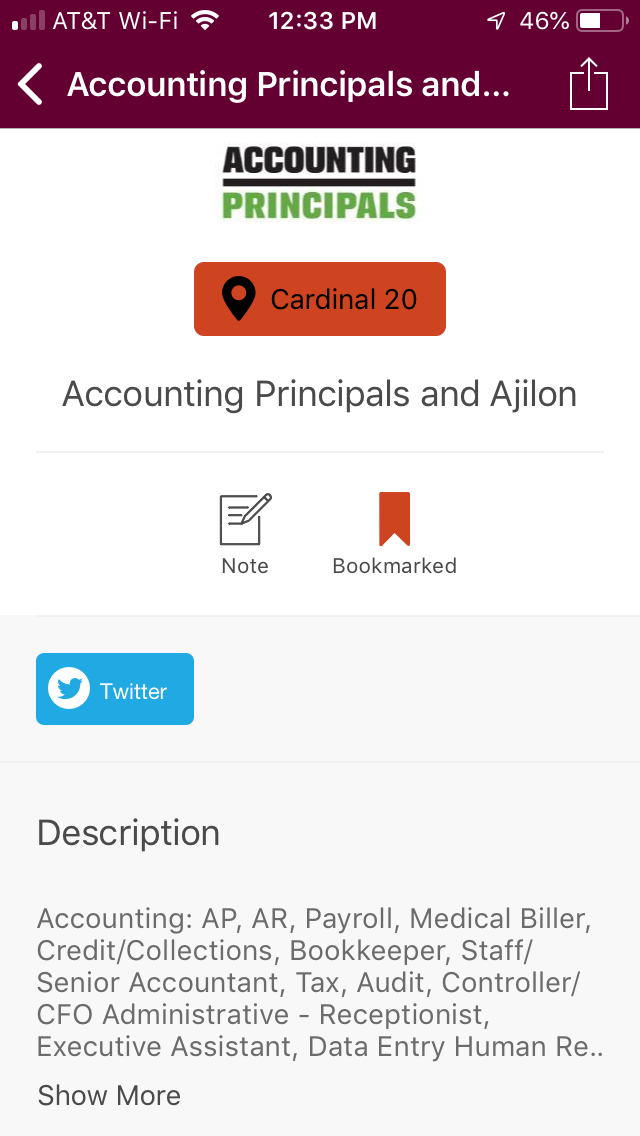 AT&T Wi-Fi 12:33 PM 46%
Accounting Principals and...
ACCOUNTING
PRINCIPALS
Cardinal 20
Accounting Principals and Ajilon
Note Bookmarked
Twitter
Description
Accounting: AP, AR, Payroll, Medical Biller,
Credit/Collections, Bookkeeper, Staff/
Senior Accountant, Tax, Audit, Controller/
CFO Administrative - Receptionist,
Executive Assistant, Data Entry Human Re..
Show More